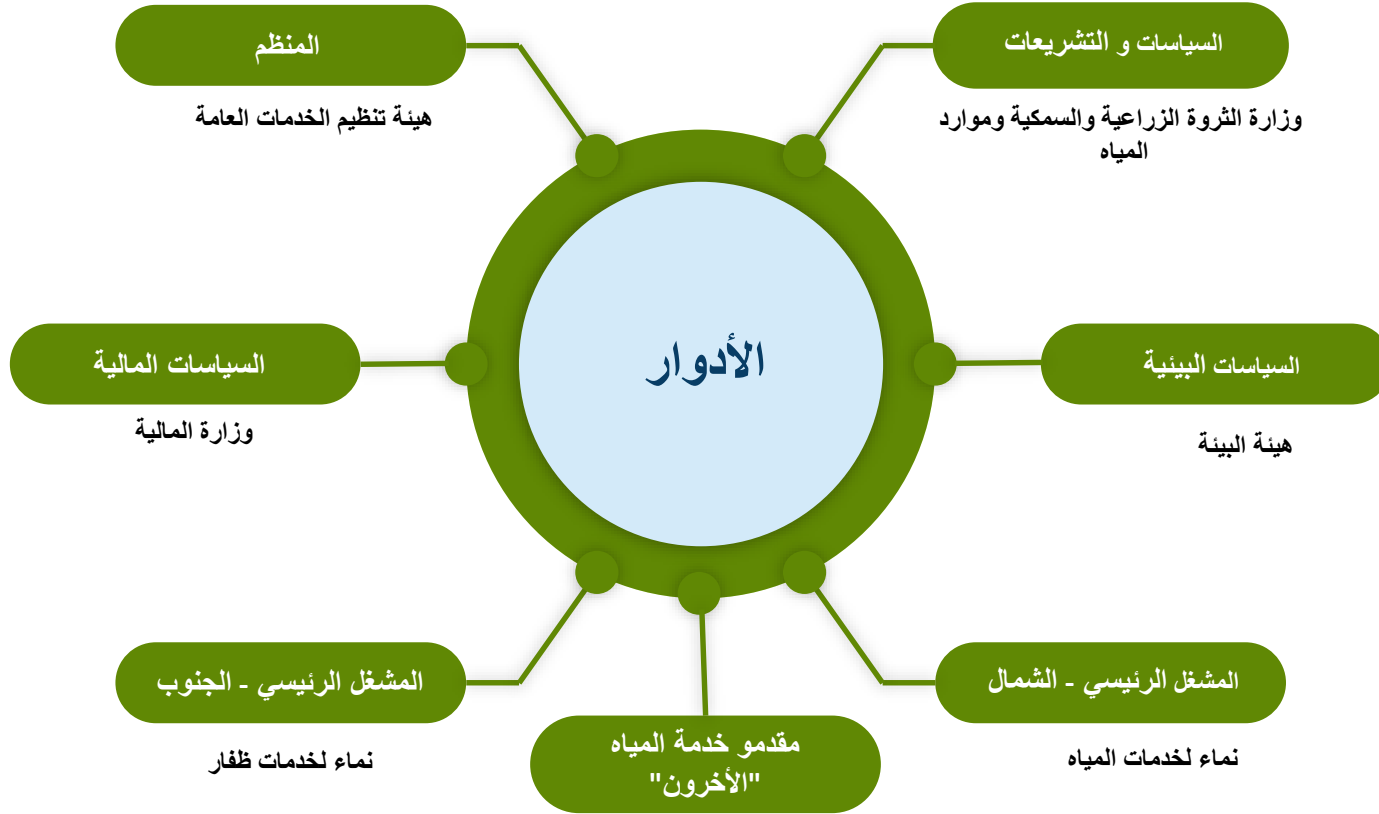 السياسات و التشريعات
وزارة الثروة الزراعية والسمكية وموارد
المياه
المنظم
هيئة تنظيم الخدمات العامة
الأدوار
السياسات البيئية
هيئة البيئة
السياسات المالية
وزارة المالية
المشغل الرئيسي - الشمال
نماء لخدمات المياه
مقدمو خدمة المياه
"الأخرون"
المشغل الرئيسي - الجنوب
نماء لخدمات ظفار